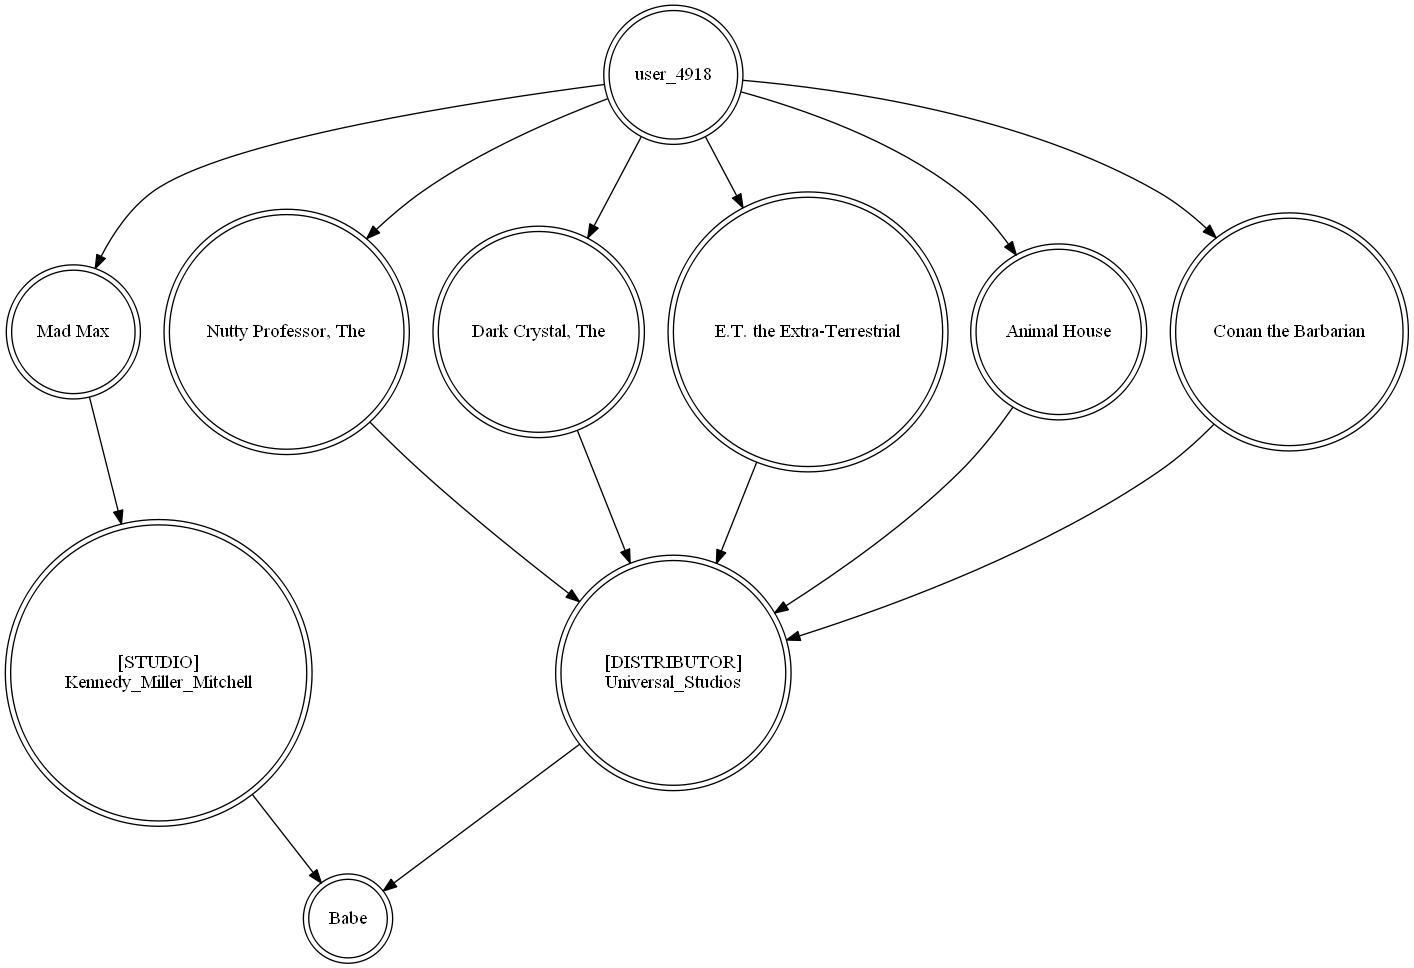 user_4918
Mad Max
Nutty Professor, The
Dark Crystal, The
E.T. the Extra-Terrestrial
Animal House
Conan the Barbarian
[STUDIO]
Kennedy_Miller_Mitchell
[DISTRIBUTOR]
Universal_Studios
Babe